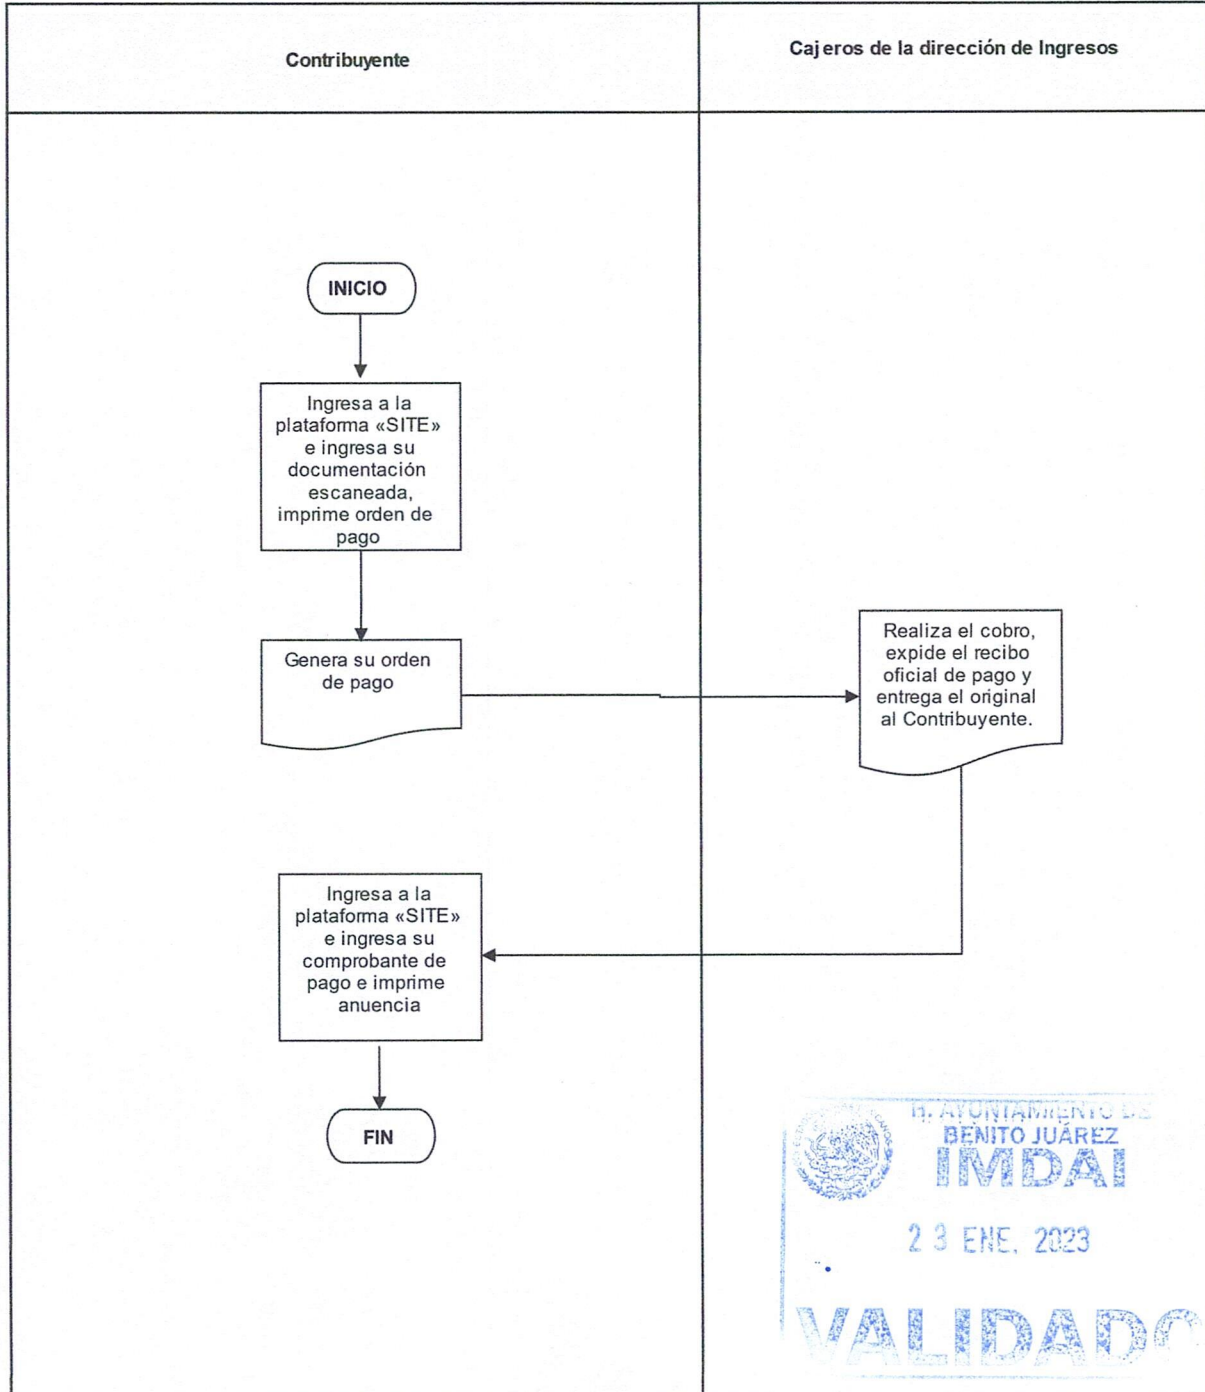 Contribuyente
Cajeros de la dirección de Ingresos
INICIO
Ingresa a la
plataforma «SITE»
e ingresa su
documentación
escaneada,
imprime orden de
pago
Genera su orden
de pago
Realiza el cobro,
expide el recibo
oficial de pago y
entrega el original
al Contribuyente.
Ingresa a la
plataforma «SITE»
e ingresa su
comprobante de
pago e imprime
anuencia
FIN
H. AYUNTAMIENTO DE
BENITO JUÁREZ
IMDAI
23 ENE. 2023
VALIDADO